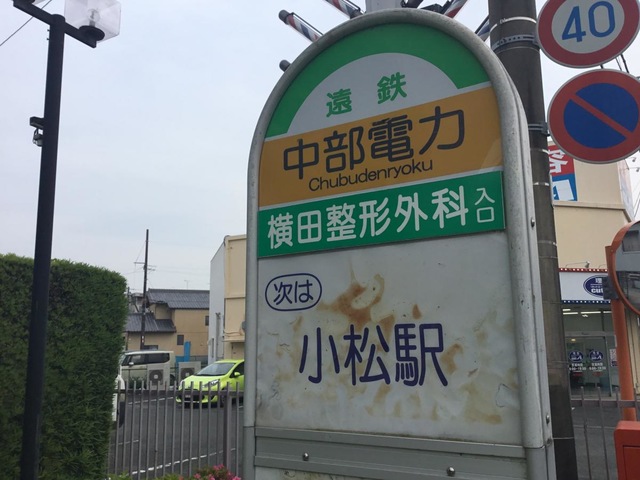 遠鉄
中部電力
Chubudenryoku
横田整形外科 入口
次は
小松駅
40